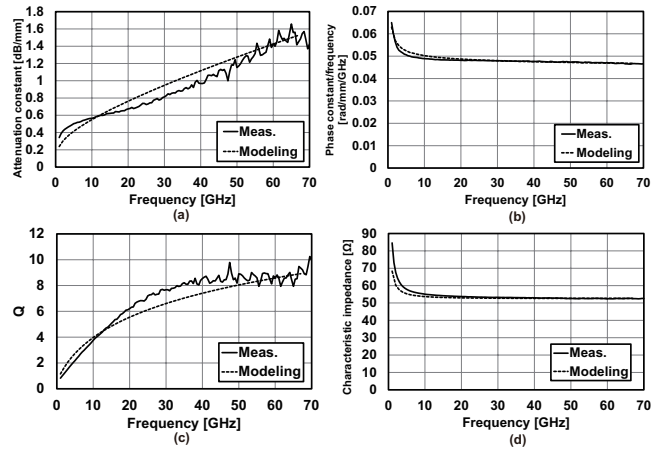 Attenuation constant [dB/mm]
1.8
1.6
1.4
1.2
1
0.8
0.6
0.4
0.2
0
Meas.
Modeling
0 10 20 30 40 50 60 70
Frequency [GHz]
(a)
Phase constant/frequency
[rad/mm/GHz]
0.07
0.06
0.05
0.04
0.03
0.02
0.01
0
Meas.
Modeling
0 10 20 30 40 50 60 70
Frequency [GHz]
(b)
Q
12
10
8
6
4
2
0
Meas.
Modeling
0 10 20 30 40 50 60 70
Frequency [GHz]
(c)
Characteristic impedance [Ω]
90
80
70
60
50
40
30
20
10
0
Meas.
Modeling
0 10 20 30 40 50 60 70
Frequency [GHz]
(d)